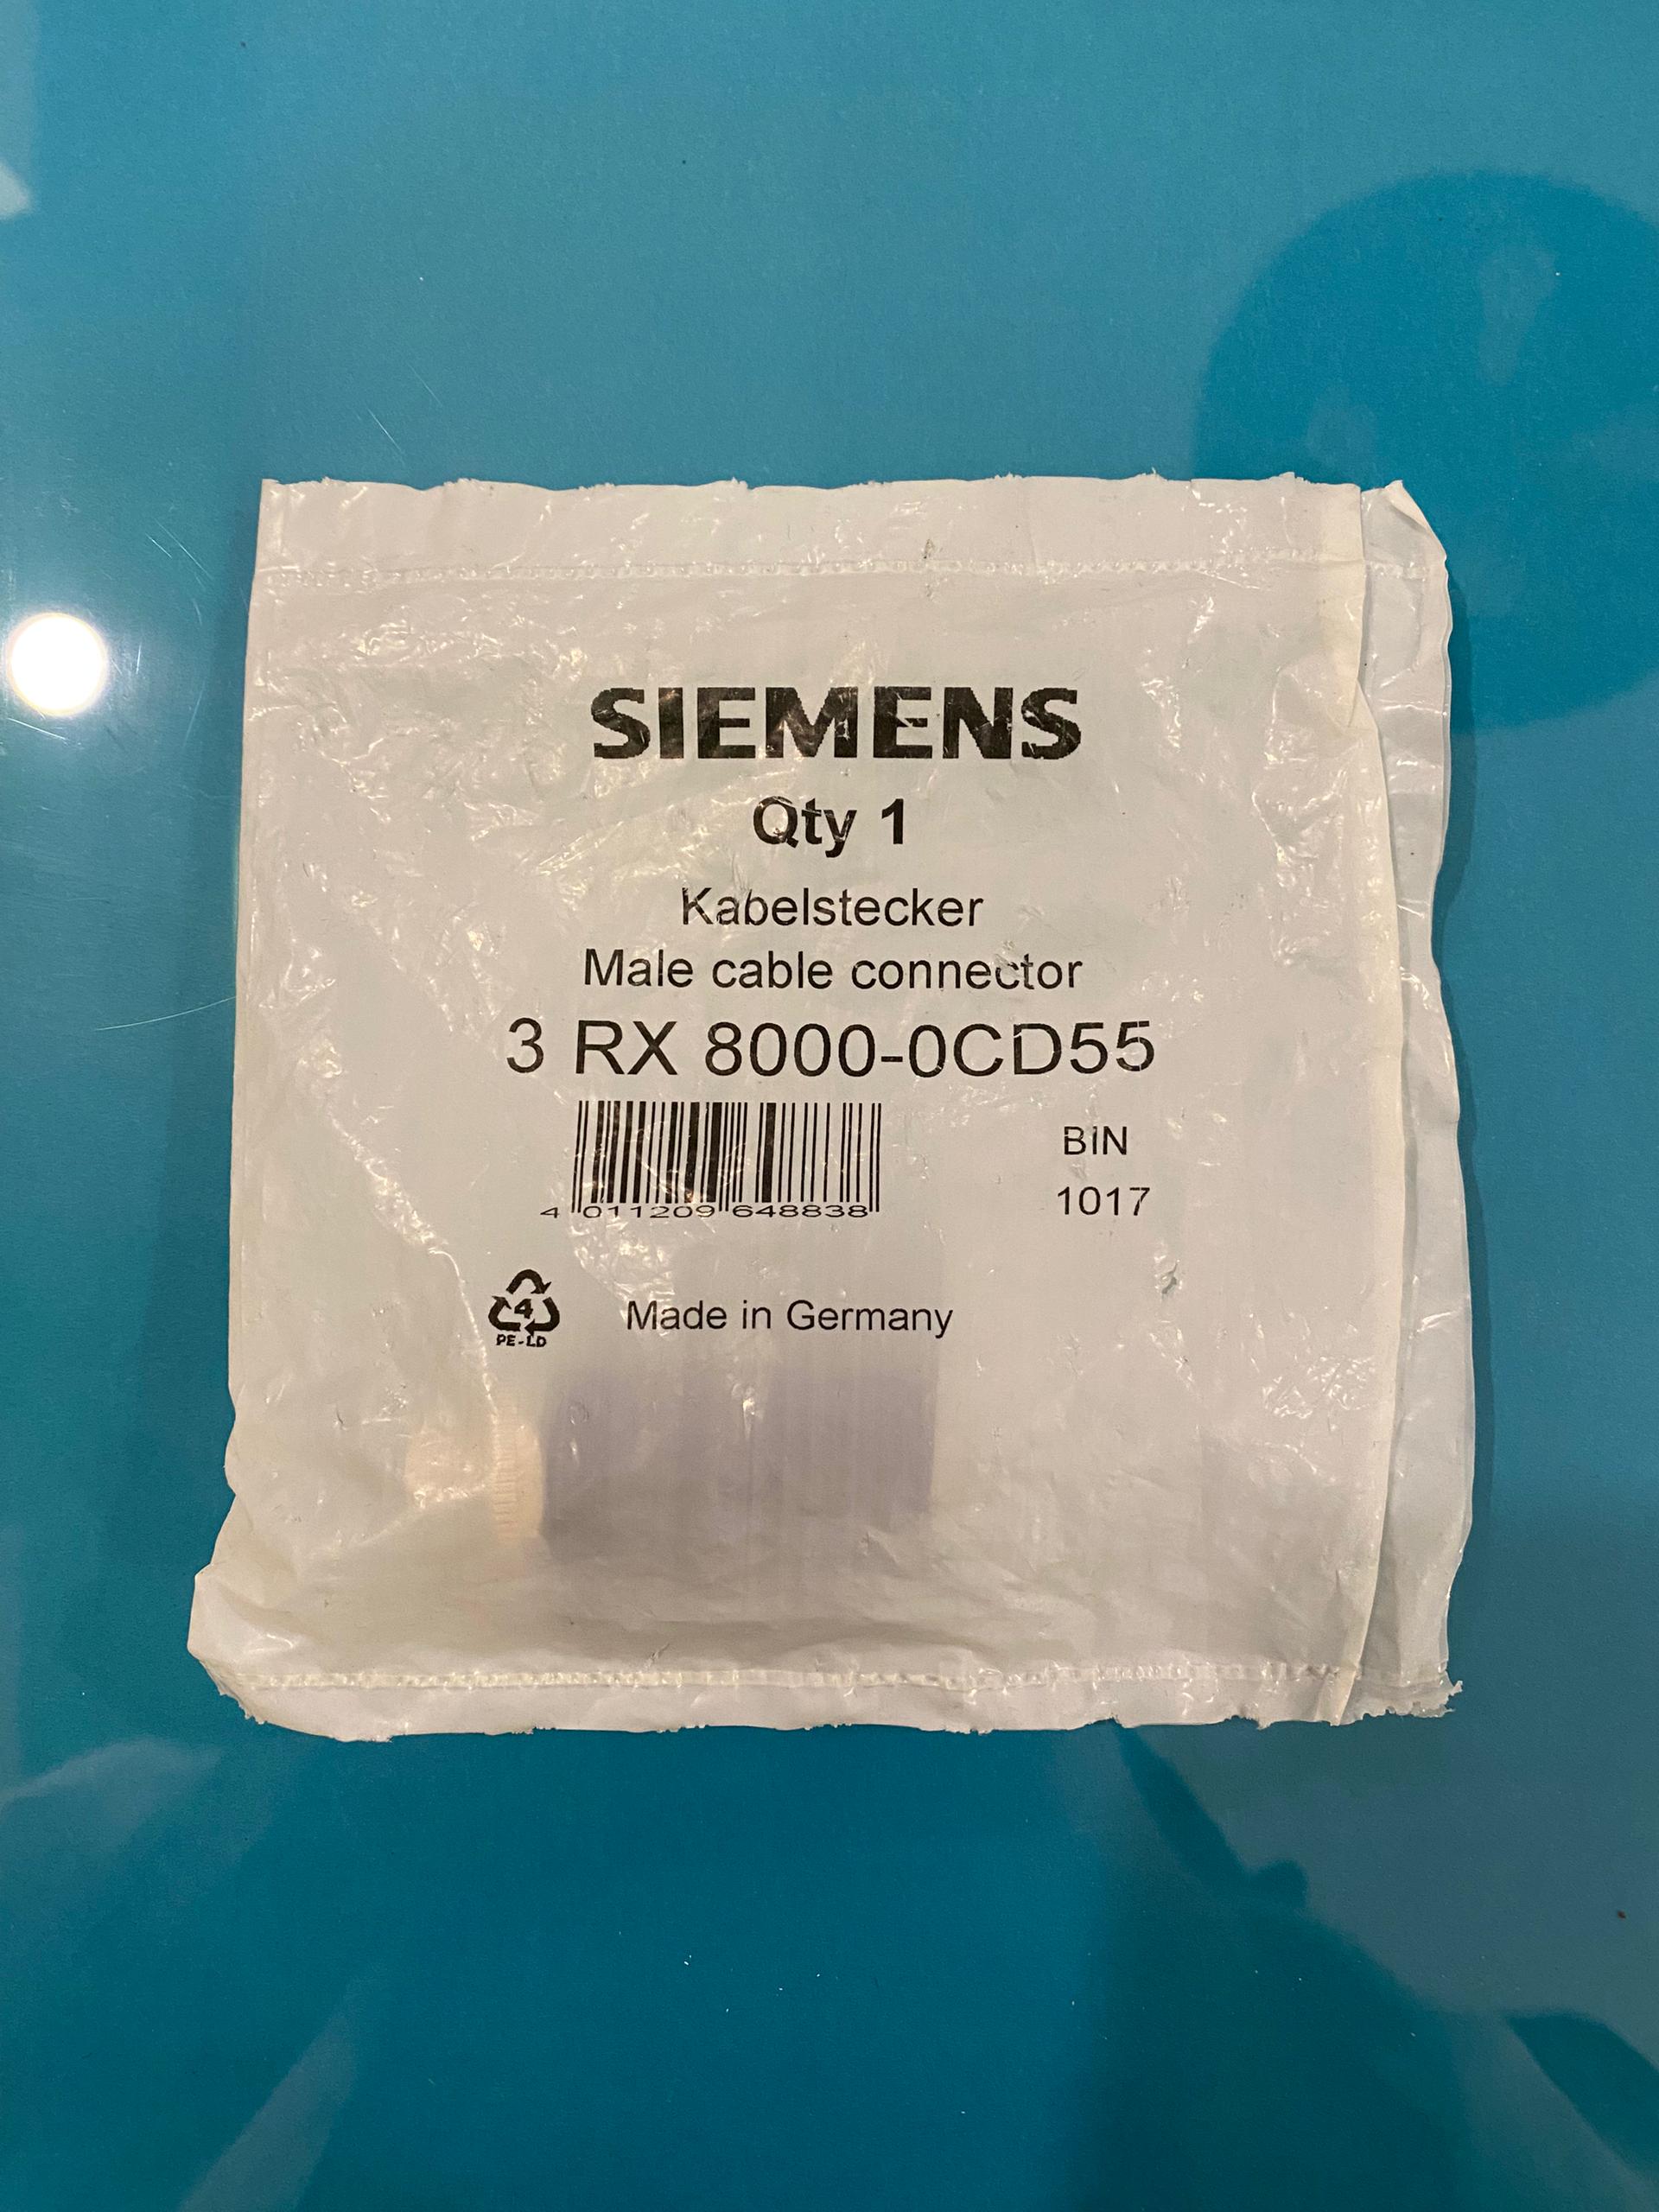 SIEMENS
Qty 1
Kabelstecker
Male cable connector
3 RX 8000-0CD55
4 011209 648838
BIN
1017
4
PE-LD
Made in Germany